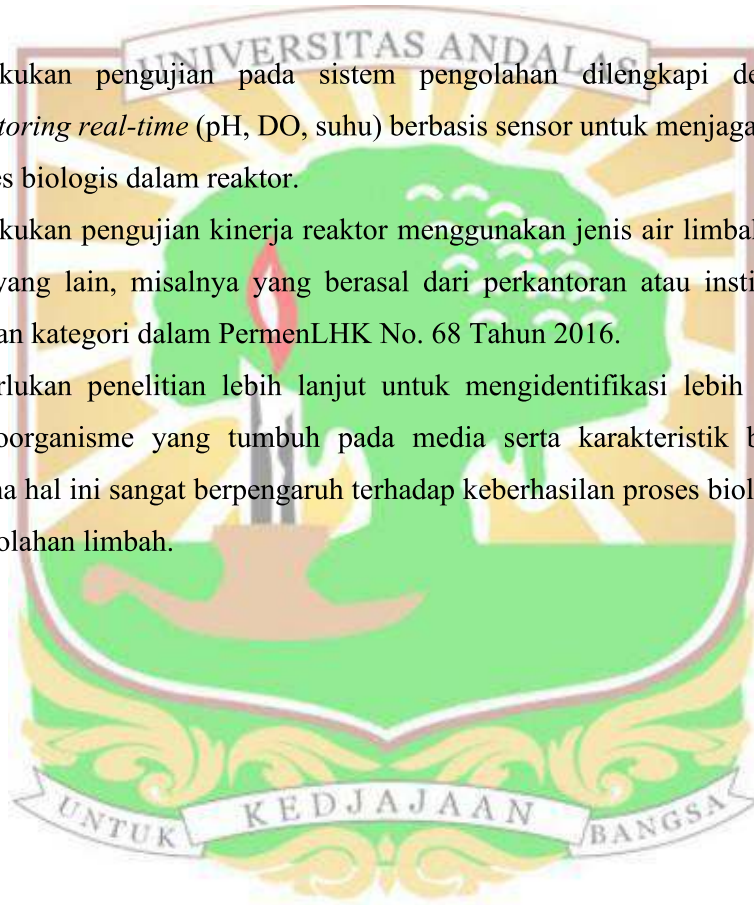 UNIVERSITAS ANDALAS
kukan pengujian pada sistem pengolahan dilengkapi de
toring real-time (pH, DO, suhu) berbasis sensor untuk menjaga
s biologis dalam reaktor.
kukan pengujian kinerja reaktor menggunakan jenis air limba
yang lain, misalnya yang berasal dari perkantoran atau insti
an kategori dalam PermenLHK No. 68 Tahun 2016.
rlukan penelitian lebih lanjut untuk mengidentifikasi lebih
oorganisme yang tumbuh pada media serta karakteristik b
na hal ini sangat berpengaruh terhadap keberhasilan proses biol
olahan limbah.
UNTUK KEDJAJAAN BANGSA